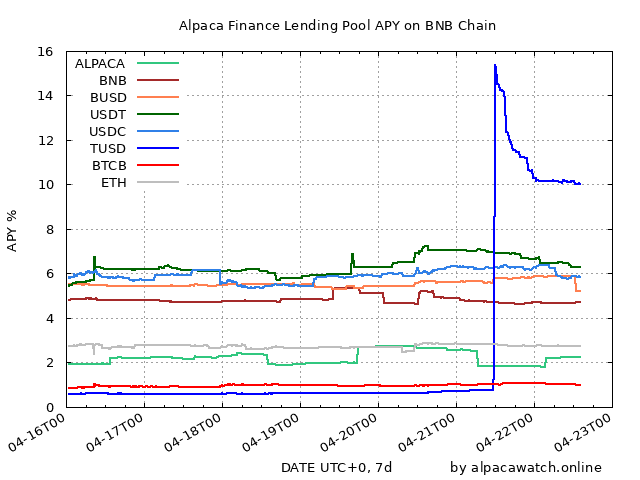 Alpaca Finance Lending Pool APY on BNB Chain
APY %
16
14
12
10
8
6
4
2
0
ALPACA
BNB
BUSD
USDT
USDC
TUSD
BTCB
ETH
04-16T00
04-17T00
04-18T00
04-19T00
04-20T00
04-21T00
04-22T00
04-23T00
DATE UTC+0, 7d
by alpacawatch.online